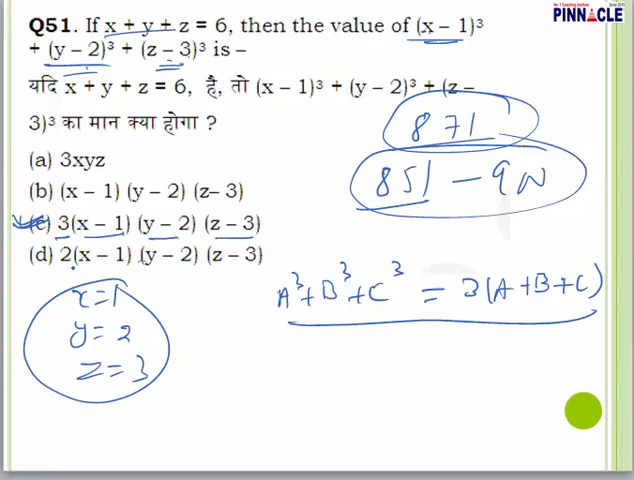 PINNACLE
Q51. If x + y + z = 6, then the value of (x – 1)³
+ (y – 2)³ + (z – 3)³ is –
यदि x + y + z = 6, है, तो (x – 1)³ + (y – 2)³ + (z –
3)³ का मान क्या होगा ?
871
851 – 9
(a) 3xyz
(b) (x – 1) (y – 2) (z– 3)
(c) 3(x – 1) (y – 2) (z – 3)
(d) 2(x – 1) (y – 2) (z – 3)
A³+B³+C³ = 3(A+B+C)
x=1
y=2
z=3